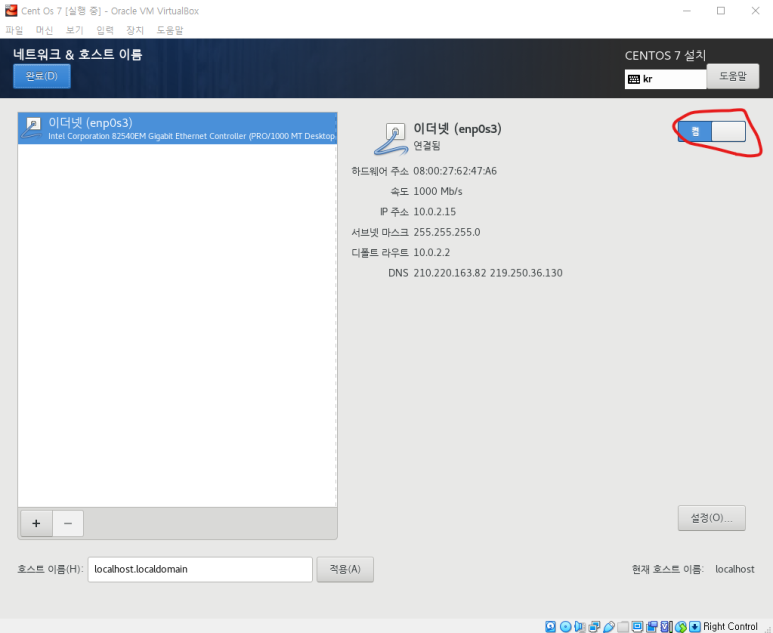 Cent Os 7 [실행 중] - Oracle VM VirtualBox
파일 머신 보기 입력 장치 도움말
네트워크 & 호스트 이름
CENTOS 7 설치
완료(D)
kr
도움말
이더넷 (enp0s3)
Intel Corporation 82540EM Gigabit Ethernet Controller (PRO/1000 MT Desktop
이더넷 (enp0s3)
연결됨
켬
하드웨어 주소 08:00:27:62:47:A6
속도 1000 Mb/s
IP 주소 10.0.2.15
서브넷 마스크 255.255.255.0
디폴트 라우트 10.0.2.2
DNS 210.220.163.82 219.250.36.130
+ −
설정(O)...
호스트 이름(H): localhost.localdomain 적용(A)
현재 호스트 이름: localhost
Right Control